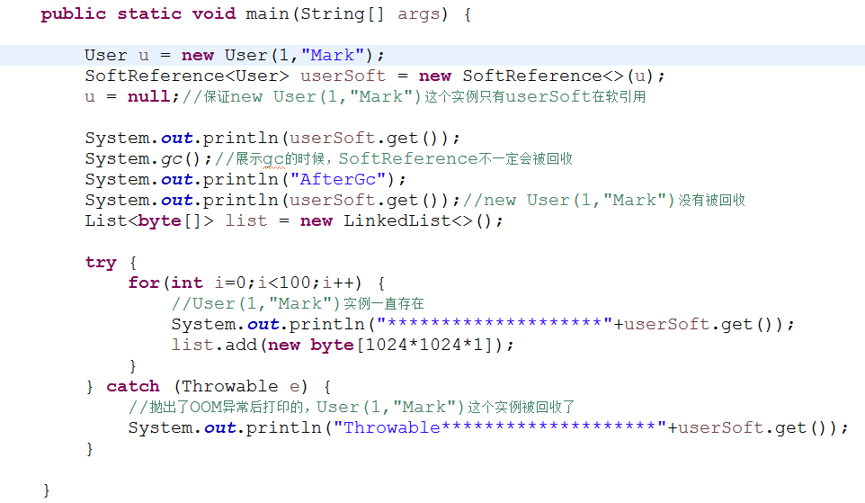 public static void main(String[] args) {
User u = new User(1,"Mark");
SoftReference<User> userSoft = new SoftReference<>(u);
u = null;//保证new User(1,"Mark")这个实例只有userSoft在软引用
System.out.println(userSoft.get());
System.gc();//展示gc的时候，SoftReference不一定会被回收
System.out.println("AfterGc");
System.out.println(userSoft.get());//new User(1,"Mark")没有被回收
List<byte[]> list = new LinkedList<>();
try {
for(int i=0;i<100;i++) {
//User(1,"Mark")实例一直存在
System.out.println("********************"+userSoft.get());
list.add(new byte[1024*1024*1]);
}
} catch (Throwable e) {
//抛出了OOM异常后打印的，User(1,"Mark")这个实例被回收了
System.out.println("Throwable********************"+userSoft.get());
}
}